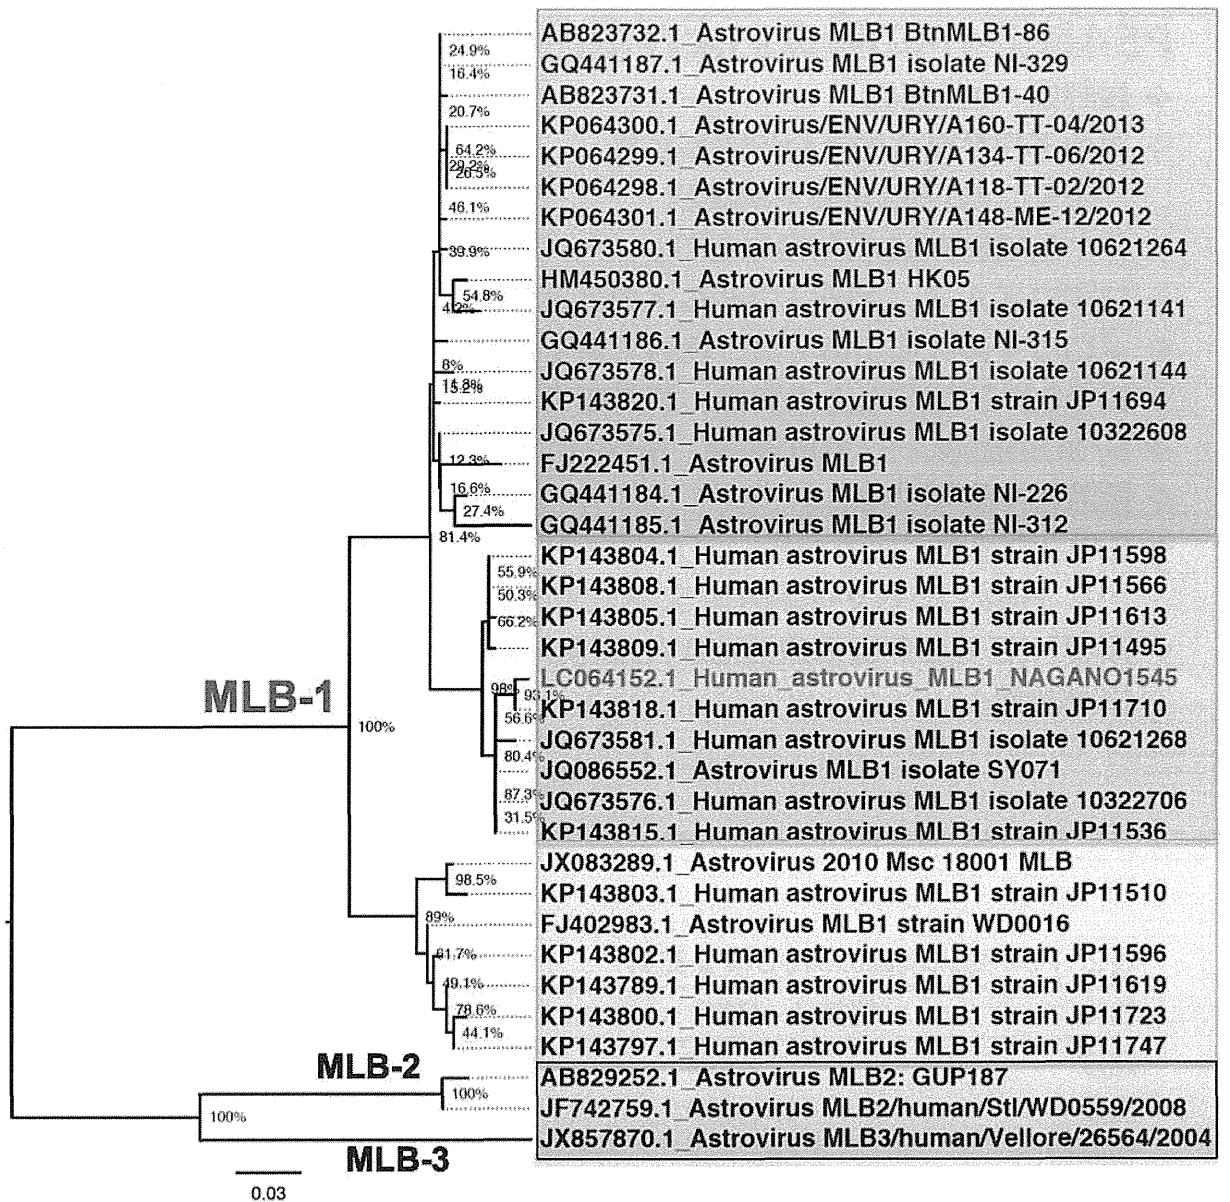 AB823732.1_Astrovirus MLB1 BtnMLB1-86
24.9%
GQ441187.1_Astrovirus MLB1 isolate NI-329
16.4%
AB823731.1_Astrovirus MLB1 BtnMLB1-40
20.7%
KP064300.1_Astrovirus/ENV/URY/A160-TT-04/2013
64.2%
KP064299.1_Astrovirus/ENV/URY/A134-TT-06/2012
29.2%
26.5%
KP064298.1_Astrovirus/ENV/URY/A118-TT-02/2012
46.1%
KP064301.1_Astrovirus/ENV/URY/A148-ME-12/2012
39.9%
JQ673580.1_Human astrovirus MLB1 isolate 10621264
HM450380.1_Astrovirus MLB1 HK05
54.8%
JQ673577.1_Human astrovirus MLB1 isolate 10621141
GQ441186.1_Astrovirus MLB1 isolate NI-315
8%
JQ673578.1_Human astrovirus MLB1 isolate 10621144
15.2%
KP143820.1_Human astrovirus MLB1 strain JP11694
JQ673575.1_Human astrovirus MLB1 isolate 10322608
12.3%
FJ222451.1_Astrovirus MLB1
16.6%
GQ441184.1_Astrovirus MLB1 isolate NI-226
27.4%
GQ441185.1_Astrovirus MLB1 isolate NI-312
81.4%
KP143804.1_Human astrovirus MLB1 strain JP11598
55.9%
KP143808.1_Human astrovirus MLB1 strain JP11566
50.3%
KP143805.1_Human astrovirus MLB1 strain JP11613
66.2%
KP143809.1_Human astrovirus MLB1 strain JP11495
LC064152.1_Human_astrovirus_MLB1_NAGANO1545
98%
93.1%
MLB-1
KP143818.1_Human astrovirus MLB1 strain JP11710
56.6%
100%
JQ673581.1_Human astrovirus MLB1 isolate 10621268
80.4%
JQ086552.1_Astrovirus MLB1 isolate SY071
87.3%
JQ673576.1_Human astrovirus MLB1 isolate 10322706
31.5%
KP143815.1_Human astrovirus MLB1 strain JP11536
JX083289.1_Astrovirus 2010 Msc 18001 MLB
98.5%
KP143803.1_Human astrovirus MLB1 strain JP11510
89%
FJ402983.1_Astrovirus MLB1 strain WD0016
KP143802.1_Human astrovirus MLB1 strain JP11596
49.1%
KP143789.1_Human astrovirus MLB1 strain JP11619
78.6%
KP143800.1_Human astrovirus MLB1 strain JP11723
44.1%
KP143797.1_Human astrovirus MLB1 strain JP11747
MLB-2
AB829252.1_Astrovirus MLB2: GUP187
100%
JF742759.1_Astrovirus MLB2/human/Stl/WD0559/2008
100%
JX857870.1_Astrovirus MLB3/human/Vellore/26564/2004
MLB-3
0.03